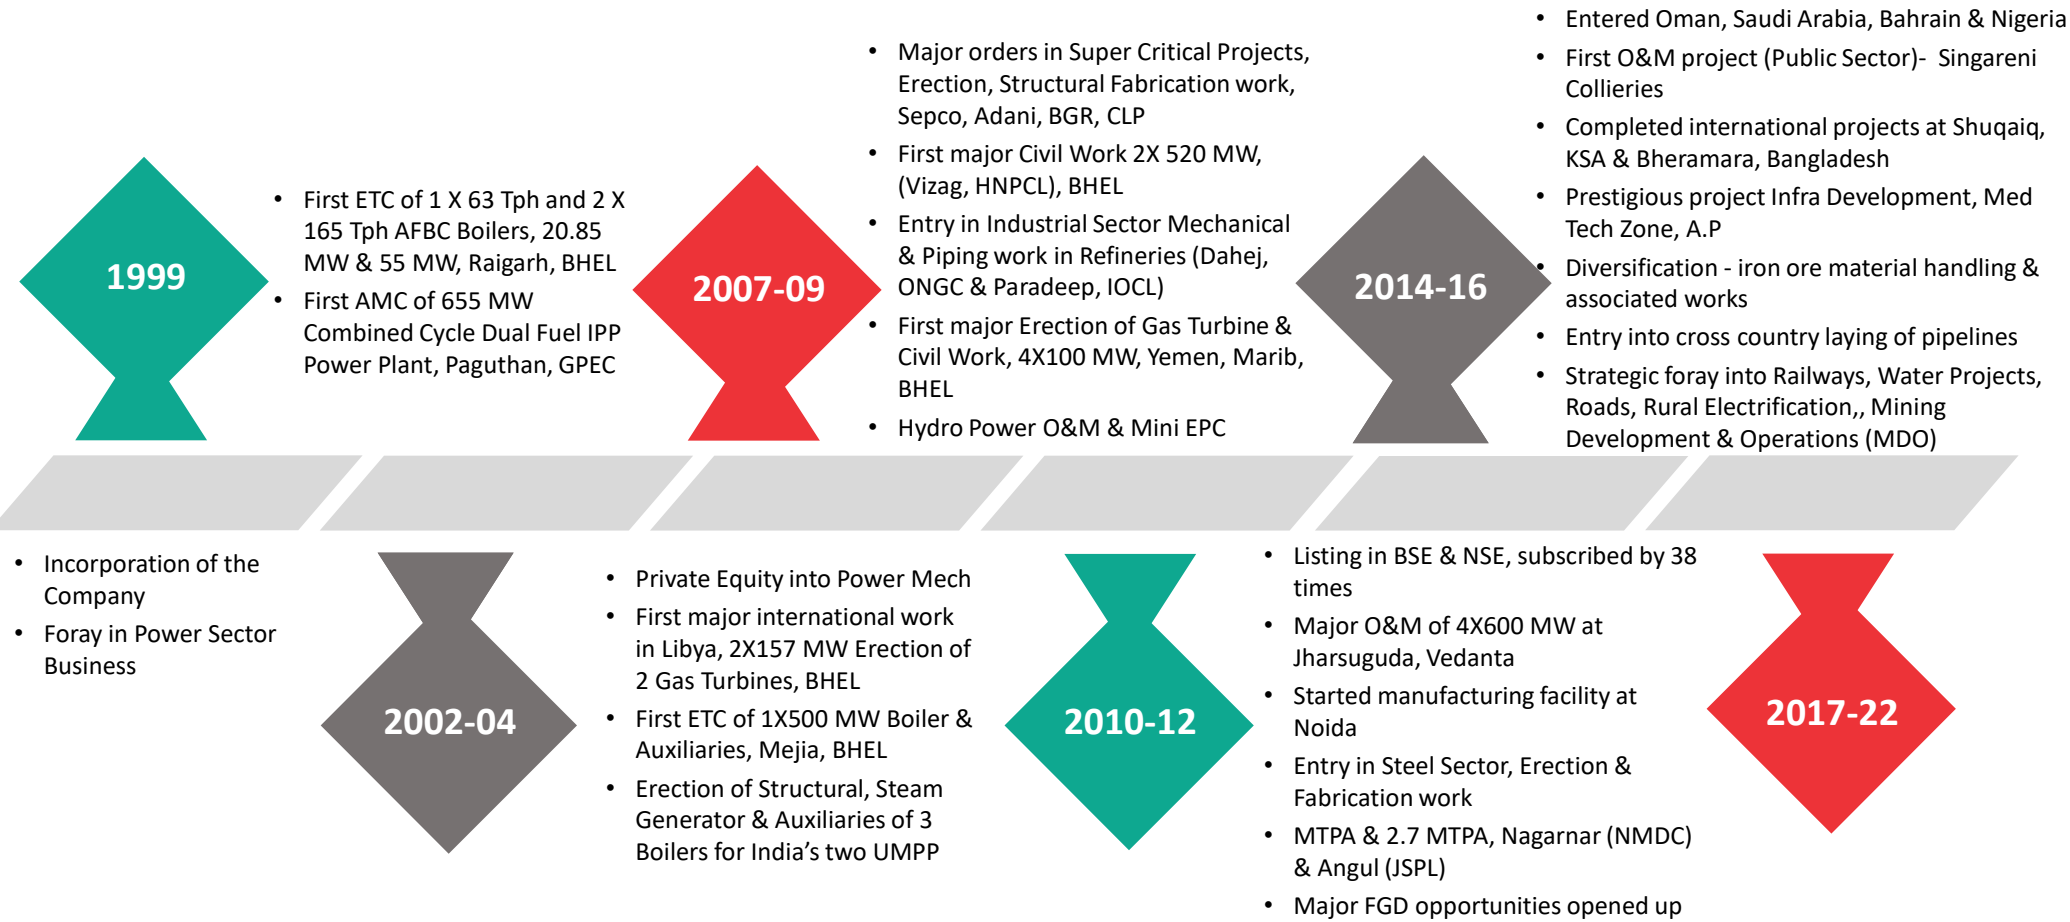 1999
• Incorporation of the
Company
• Foray in Power Sector
Business
2002-04
• First ETC of 1 X 63 Tph and 2 X
165 Tph AFBC Boilers, 20.85
MW & 55 MW, Raigarh, BHEL
• First AMC of 655 MW
Combined Cycle Dual Fuel IPP
Power Plant, Paguthan, GPEC
2007-09
• Private Equity into Power Mech
• First major international work
in Libya, 2X157 MW Erection of
2 Gas Turbines, BHEL
• First ETC of 1X500 MW Boiler &
Auxiliaries, Mejia, BHEL
• Erection of Structural, Steam
Generator & Auxiliaries of 3
Boilers for India’s two UMPP
2010-12
• Major orders in Super Critical Projects,
Erection, Structural Fabrication work,
Sepco, Adani, BGR, CLP
• First major Civil Work 2X 520 MW,
(Vizag, HNPCL), BHEL
• Entry in Industrial Sector Mechanical
& Piping work in Refineries (Dahej,
ONGC & Paradeep, IOCL)
• First major Erection of Gas Turbine &
Civil Work, 4X100 MW, Yemen, Marib,
BHEL
• Hydro Power O&M & Mini EPC
2014-16
• Listing in BSE & NSE, subscribed by 38
times
• Major O&M of 4X600 MW at
Jharsuguda, Vedanta
• Started manufacturing facility at
Noida
• Entry in Steel Sector, Erection &
Fabrication work
• MTPA & 2.7 MTPA, Nagarnar (NMDC)
& Angul (JSPL)
• Major FGD opportunities opened up
2017-22
• Entered Oman, Saudi Arabia, Bahrain & Nigeria
• First O&M project (Public Sector)- Singareni
Collieries
• Completed international projects at Shuqaiq,
KSA & Bheramara, Bangladesh
• Prestigious project Infra Development, Med
Tech Zone, A.P
• Diversification - iron ore material handling &
associated works
• Entry into cross country laying of pipelines
• Strategic foray into Railways, Water Projects,
Roads, Rural Electrification,, Mining
Development & Operations (MDO)